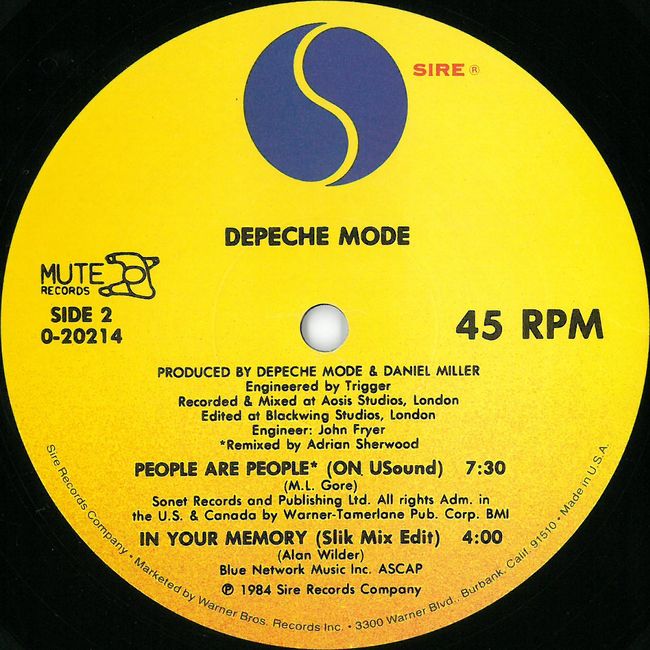 SIRE ®
DEPECHE MODE
MUTE
RECORDS
SIDE 2
0-20214
45 RPM
PRODUCED BY DEPECHE MODE & DANIEL MILLER
Engineered by Trigger
Recorded & Mixed at Aosis Studios, London
Edited at Blackwing Studios, London
Engineer: John Fryer
*Remixed by Adrian Sherwood
PEOPLE ARE PEOPLE* (ON USound) 7:30
(M.L. Gore)
Sonet Records and Publishing Ltd. All rights Adm. in
the U.S. & Canada by Warner-Tamerlane Pub. Corp. BMI
IN YOUR MEMORY (Slik Mix Edit) 4:00
(Alan Wilder)
Blue Network Music Inc. ASCAP
℗ 1984 Sire Records Company
Sire Records Company • Marketed by Warner Bros. Records Inc. • 3300 Warner Blvd., Burbank, Calif. 91510 • Made in U.S.A.